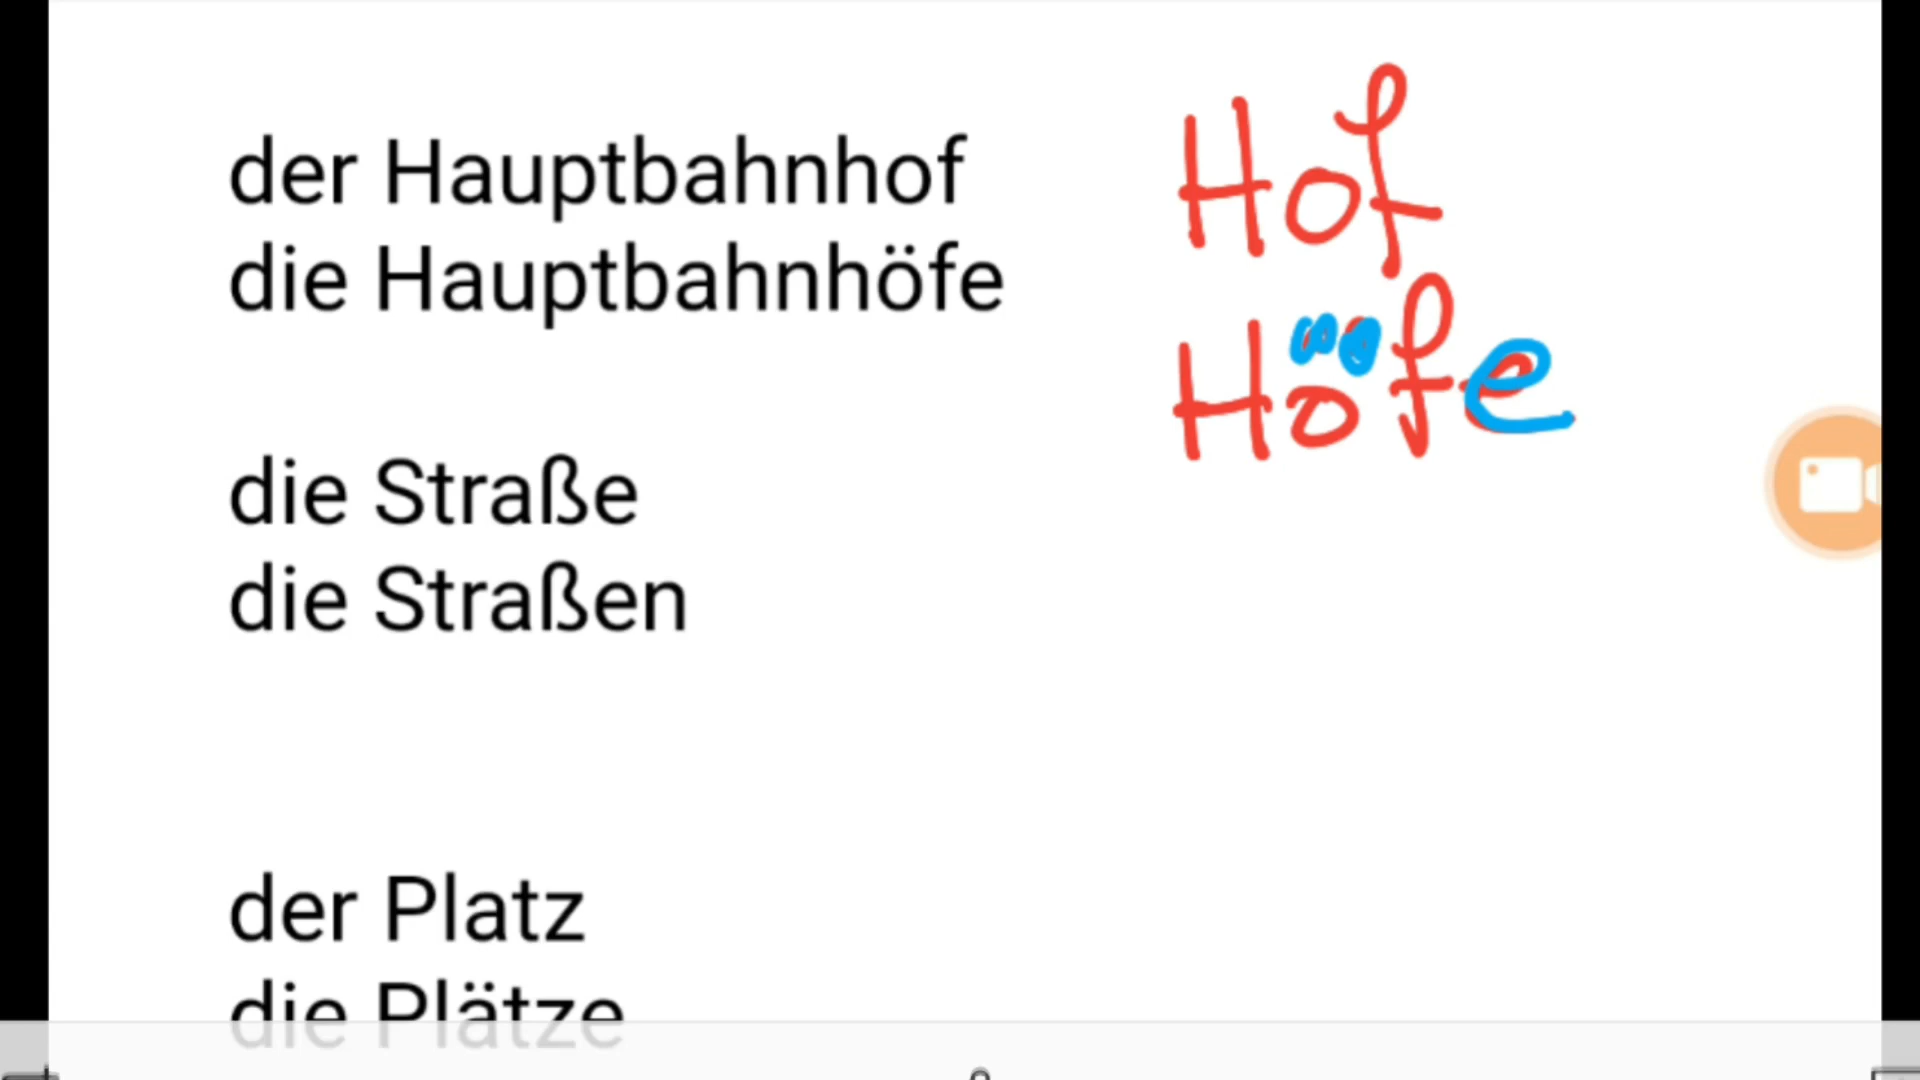 der Hauptbahnhof
die Hauptbahnhöfe
Hof
Höfe
die Straße
die Straßen
der Platz
die Plätze